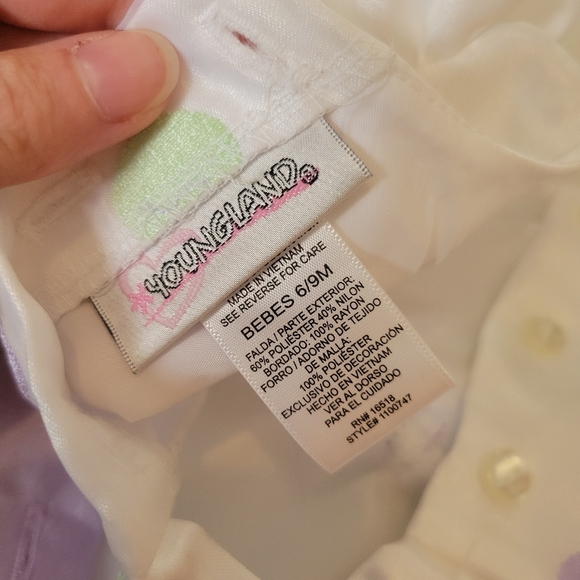 YOUNGLAND®
MADE IN VIETNAM
SEE REVERSE FOR CARE
BEBES 6/9M
FALDA/PARTE EXTERIOR
60% POLIÉSTER 40% NILÓN
BORDADO: 100% RAYON
FORRO/ADORNO DE TEJIDO
DE MALLA:
100% POLIÉSTER
EXCLUSIVO DE DECORACIÓN
HECHO EN VIETNAM
VER AL DORSO
PARA EL CUIDADO
RN# 16518
STYLE# 1100747